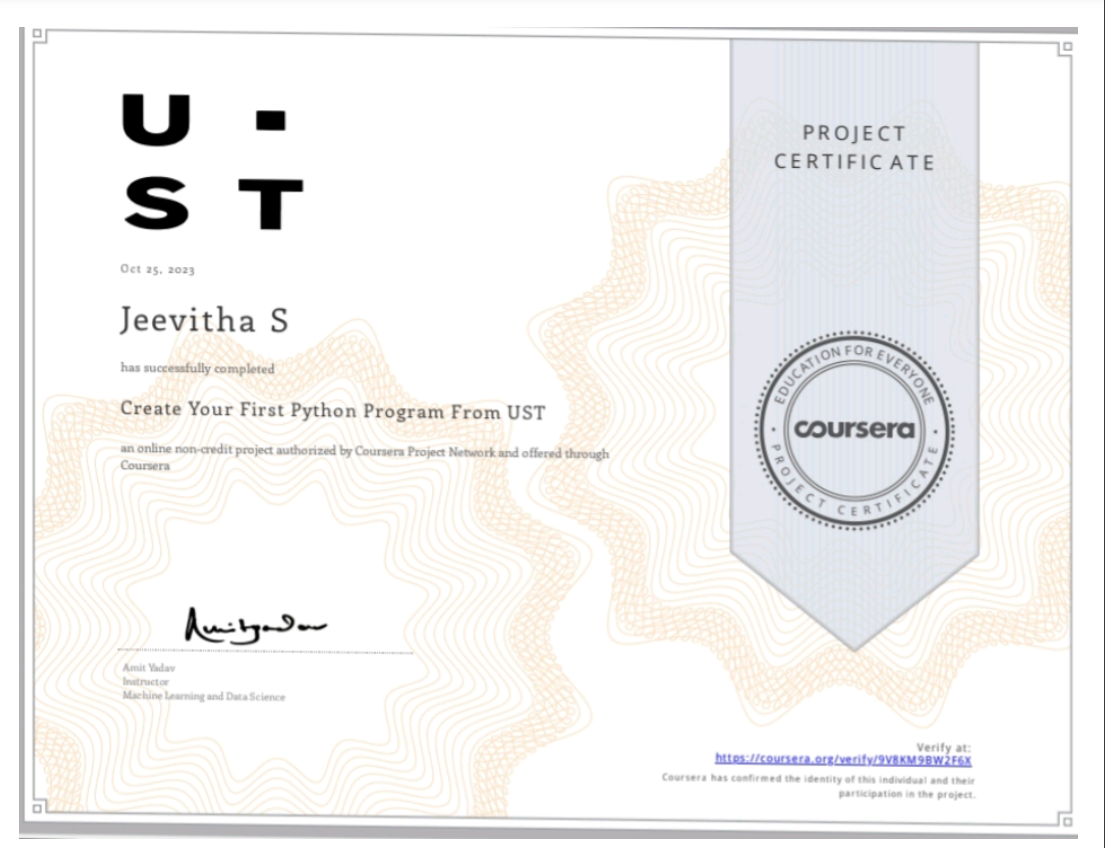 U ·
S T
PROJECT
CERTIFICATE
Oct 25, 2023
Jeevitha S
has successfully completed
Create Your First Python Program From UST
an online non-credit project authorized by Coursera Project Network and offered through
Coursera
EDUCATION FOR EVERYONE
coursera
PROJECT CERTIFICATE
Amit Yadav
Amit Yadav
Instructor
Machine Learning and Data Science
Verify at:
https://coursera.org/verify/9V8KM9BW2F6X
Coursera has confirmed the identity of this individual and their
participation in the project.